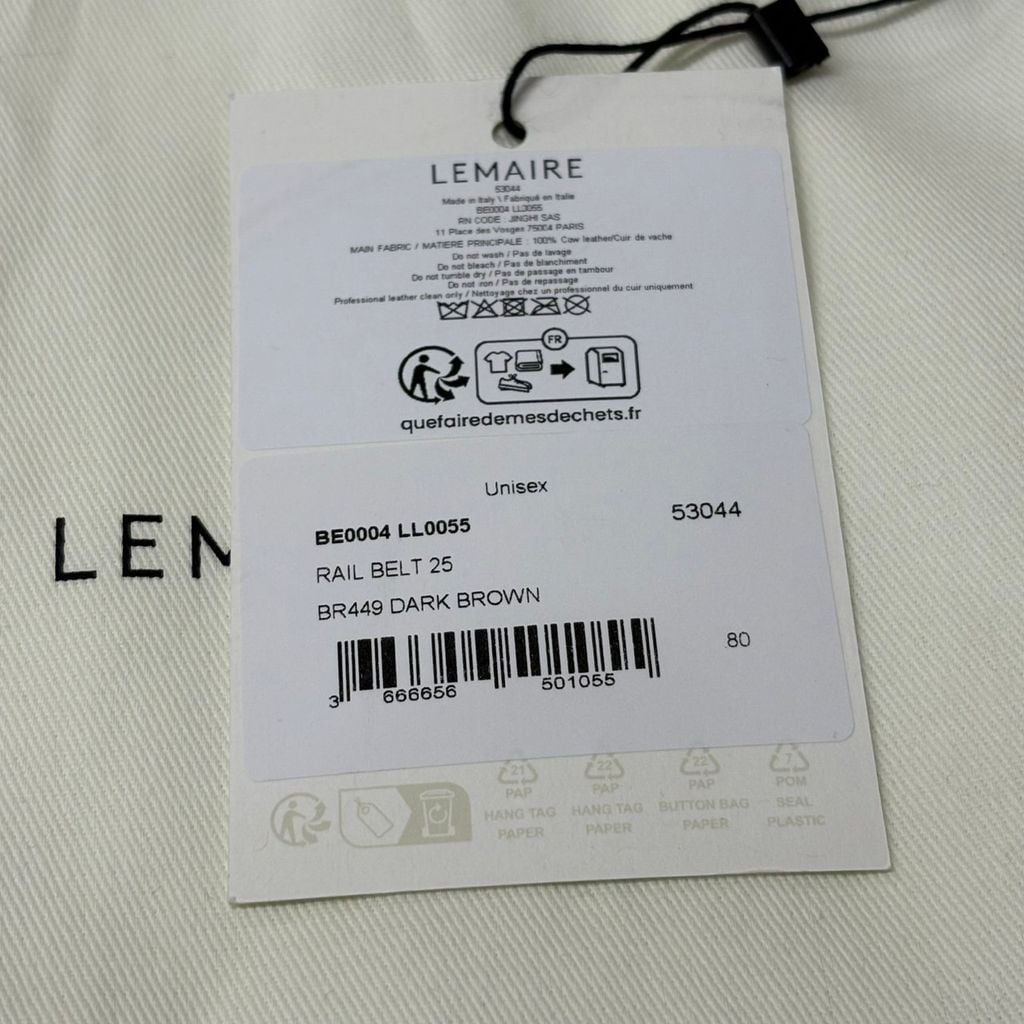 LEMAIRE
53044
Made in Italy \ Fabriqué en Italie
BE0004 LL0055
RN CODE : JINGHI SAS
11 Place des Vosges 75004 PARIS
MAIN FABRIC / MATIERE PRINCIPALE : 100% Cow leather/Cuir de vache
Do not wash / Pas de lavage
Do not bleach / Pas de blanchiment
Do not tumble dry / Pas de passage en tambour
Do not iron / Pas de repassage
Professional leather clean only / Nettoyage chez un professionnel du cuir uniquement
FR
quefairedemesdechets.fr
Unisex
BE0004 LL0055 53044
RAIL BELT 25
BR449 DARK BROWN
80
3 666656 501055
LEM
21 22 22 7
PAP PAP PAP POM
HANG TAG HANG TAG BUTTON BAG SEAL
PAPER PAPER PAPER PLASTIC